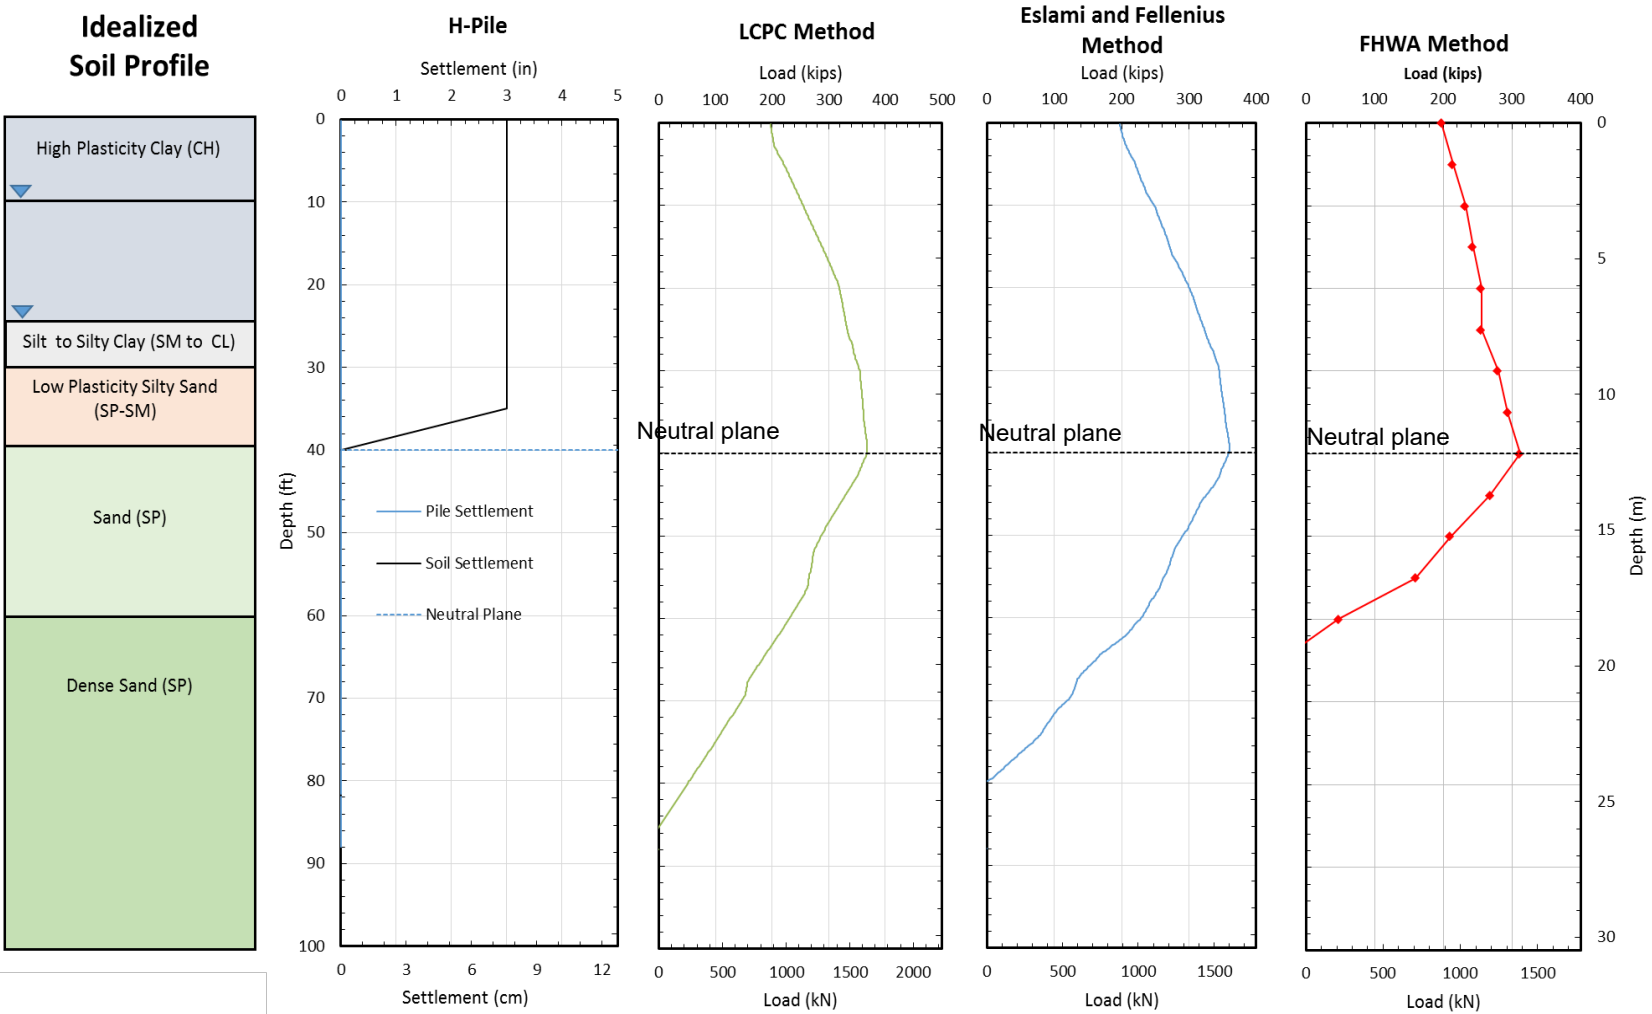 Idealized
Soil Profile
High Plasticity Clay (CH)
Silt to Silty Clay (SM to CL)
Low Plasticity Silty Sand
(SP-SM)
Sand (SP)
Dense Sand (SP)
H-Pile
Settlement (in)
0 1 2 3 4 5
0
10
20
30
40
50
60
70
80
90
100
Depth (ft)
Pile Settlement
Soil Settlement
Neutral Plane
0 3 6 9 12
Settlement (cm)
LCPC Method
Load (kips)
0 100 200 300 400 500
Neutral plane
0 500 1000 1500 2000
Load (kN)
Eslami and Fellenius
Method
Load (kips)
0 100 200 300 400
Neutral plane
0 500 1000 1500
Load (kN)
FHWA Method
Load (kips)
0 100 200 300 400
Neutral plane
0
5
10
15
20
25
30
Depth (m)
0 500 1000 1500
Load (kN)